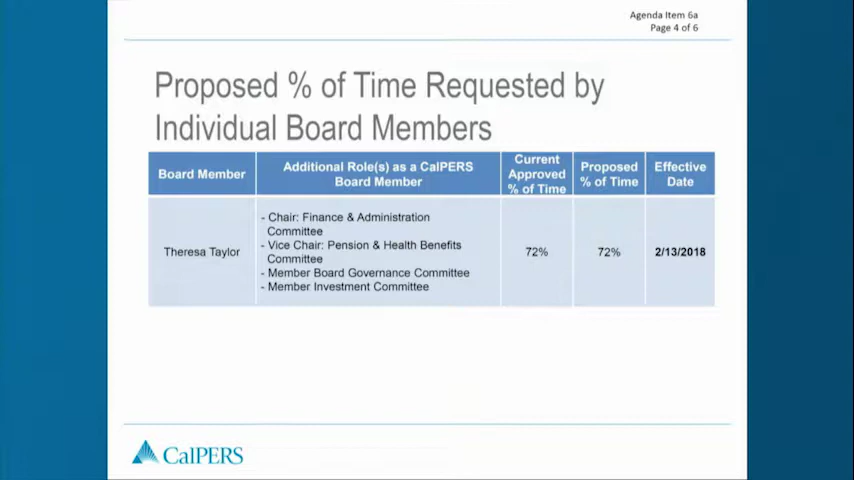 Agenda Item 6a
Page 4 of 6
Proposed % of Time Requested by
Individual Board Members
Board Member
Additional Role(s) as a CalPERS
Board Member
Current
Approved
% of Time
Proposed
% of Time
Effective
Date
Theresa Taylor
- Chair: Finance & Administration
Committee
- Vice Chair: Pension & Health Benefits
Committee
- Member Board Governance Committee
- Member Investment Committee
72%
72%
2/13/2018
CalPERS